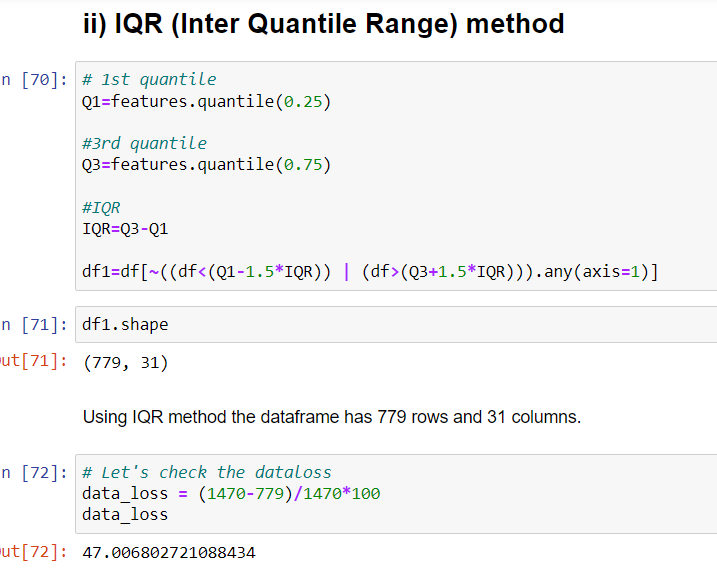 ii) IQR (Inter Quantile Range) method
n [70]: # 1st quantile
Q1=features.quantile(0.25)
#3rd quantile
Q3=features.quantile(0.75)
#IQR
IQR=Q3-Q1
df1=df[~((df<(Q1-1.5*IQR)) | (df>(Q3+1.5*IQR))).any(axis=1)]
n [71]: df1.shape
ut[71]: (779, 31)
Using IQR method the dataframe has 779 rows and 31 columns.
n [72]: # Let's check the dataloss
data_loss = (1470-779)/1470*100
data_loss
ut[72]: 47.006802721088434